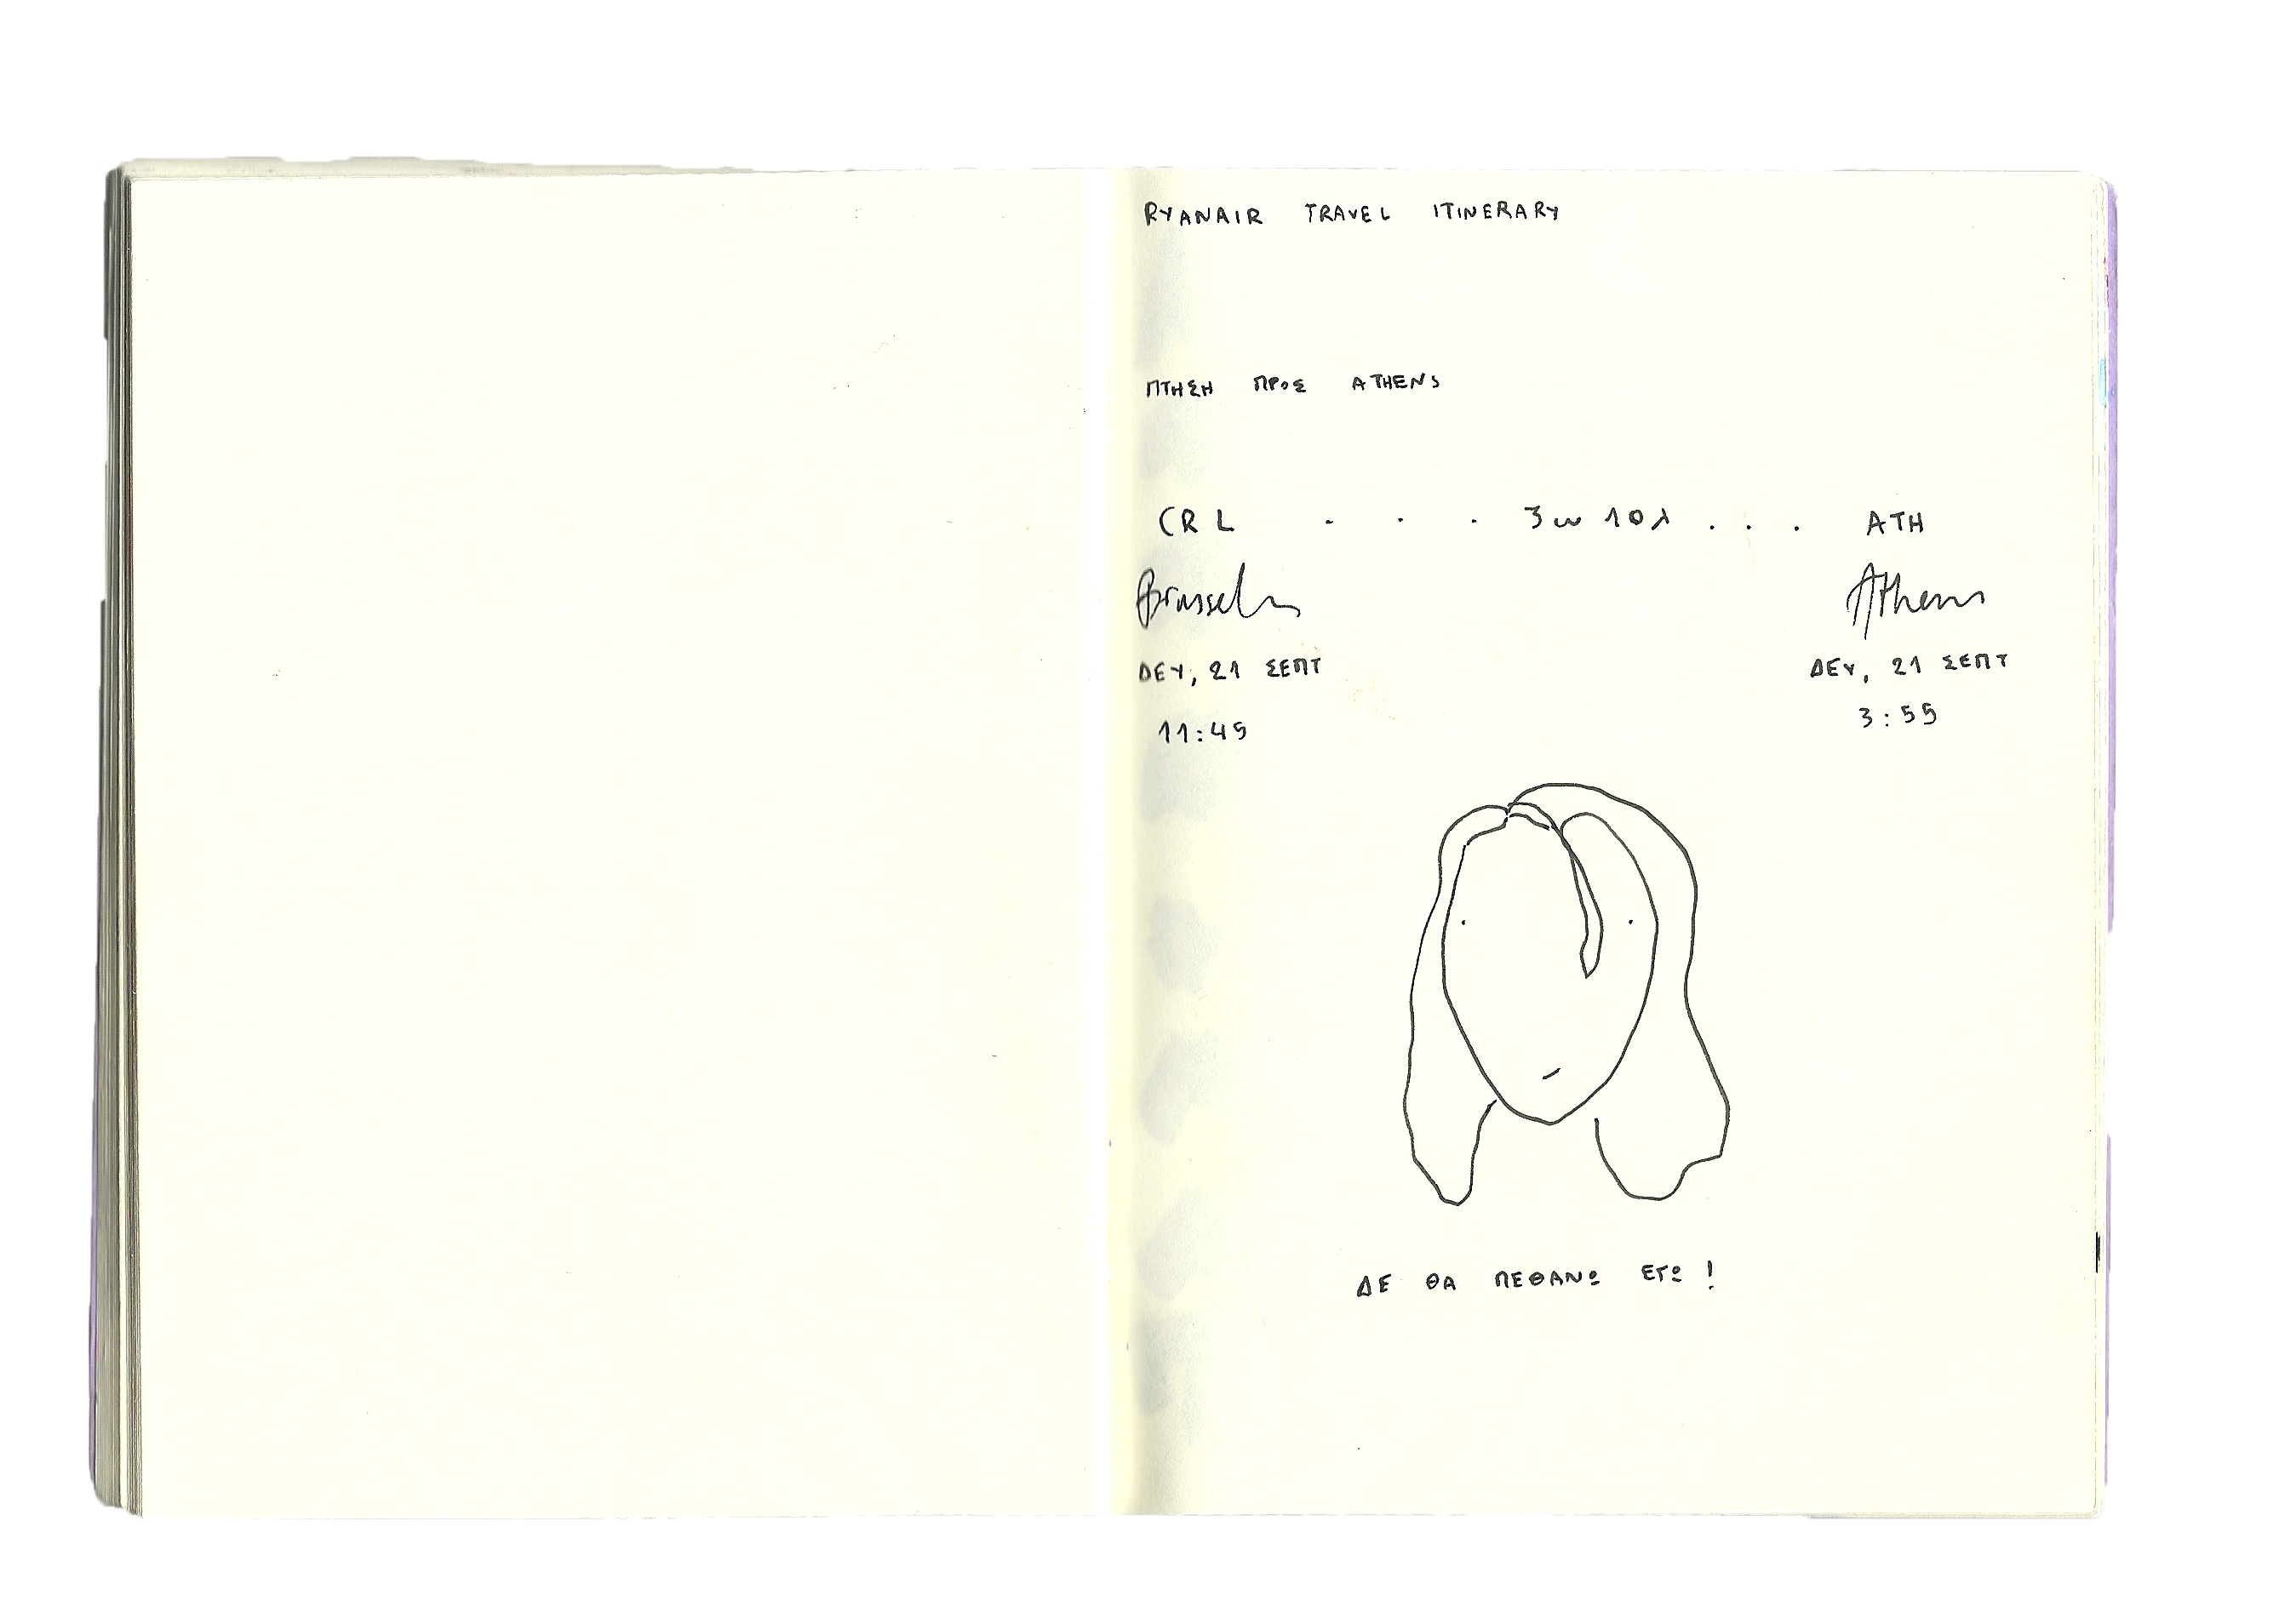 RYANAIR TRAVEL ITINERARY
ΠΤΗΣΗ ΠΡΟΣ ATHENS
CRL . . . 3ω 10λ . . . ATH
Brussels Athens
ΔΕΥ, 21 ΣΕΠΤ ΔΕΥ, 21 ΣΕΠΤ
11:45 3:55
ΔΕ ΘΑ ΠΕΘΑΝΩ ΕΓΩ !